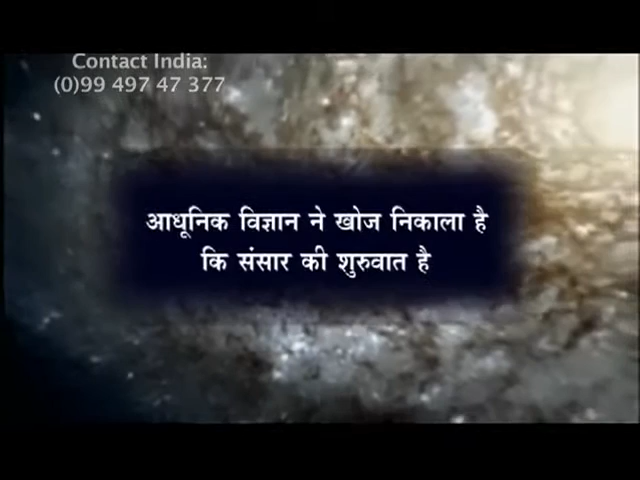 Contact India:
(0)99 497 47 377
आधूनिक विज्ञान ने खोज निकाला है
कि संसार की शुरुवात है